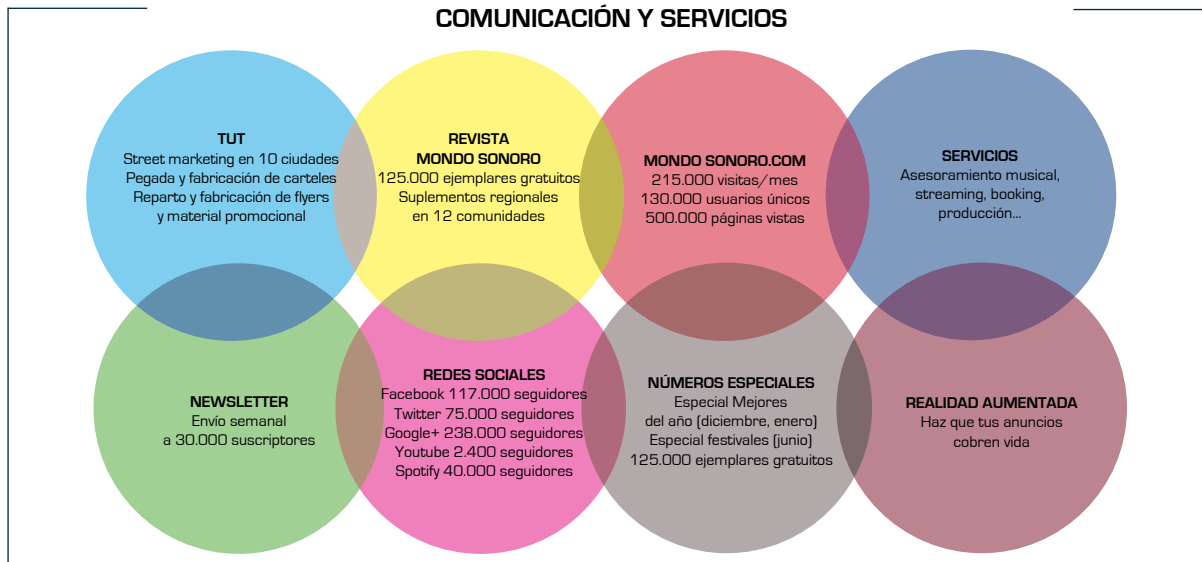 COMUNICACIÓN Y SERVICIOS
TUT
Street marketing en 10 ciudades
Pegada y fabricación de carteles
Reparto y fabricación de flyers
y material promocional
REVISTA
MONDO SONORO
125.000 ejemplares gratuitos
Suplementos regionales
en 12 comunidades
MONDO SONORO.COM
215.000 visitas/mes
130.000 usuarios únicos
500.000 páginas vistas
SERVICIOS
Asesoramiento musical,
streaming, booking,
producción...
NEWSLETTER
Envío semanal
a 30.000 suscriptores
REDES SOCIALES
Facebook 117.000 seguidores
Twitter 75.000 seguidores
Google+ 238.000 seguidores
Youtube 2.400 seguidores
Spotify 40.000 seguidores
NÚMEROS ESPECIALES
Especial Mejores
del año (diciembre, enero)
Especial festivales (junio)
125.000 ejemplares gratuitos
REALIDAD AUMENTADA
Haz que tus anuncios
cobren vida